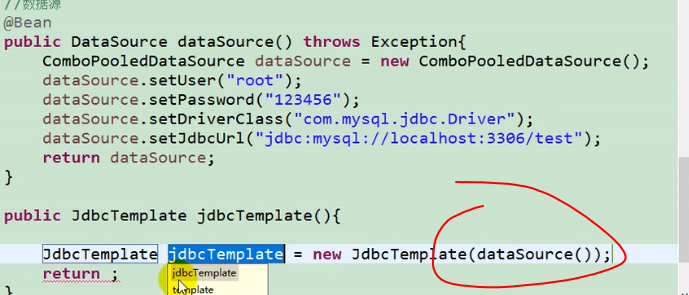 //数据源
@Bean
public DataSource dataSource() throws Exception{
ComboPooledDataSource dataSource = new ComboPooledDataSource();
dataSource.setUser("root");
dataSource.setPassword("123456");
dataSource.setDriverClass("com.mysql.jdbc.Driver");
dataSource.setJdbcUrl("jdbc:mysql://localhost:3306/test");
return dataSource;
}
public JdbcTemplate jdbcTemplate(){
JdbcTemplate jdbcTemplate = new JdbcTemplate(dataSource());
return ;
jdbcTemplate
template
}